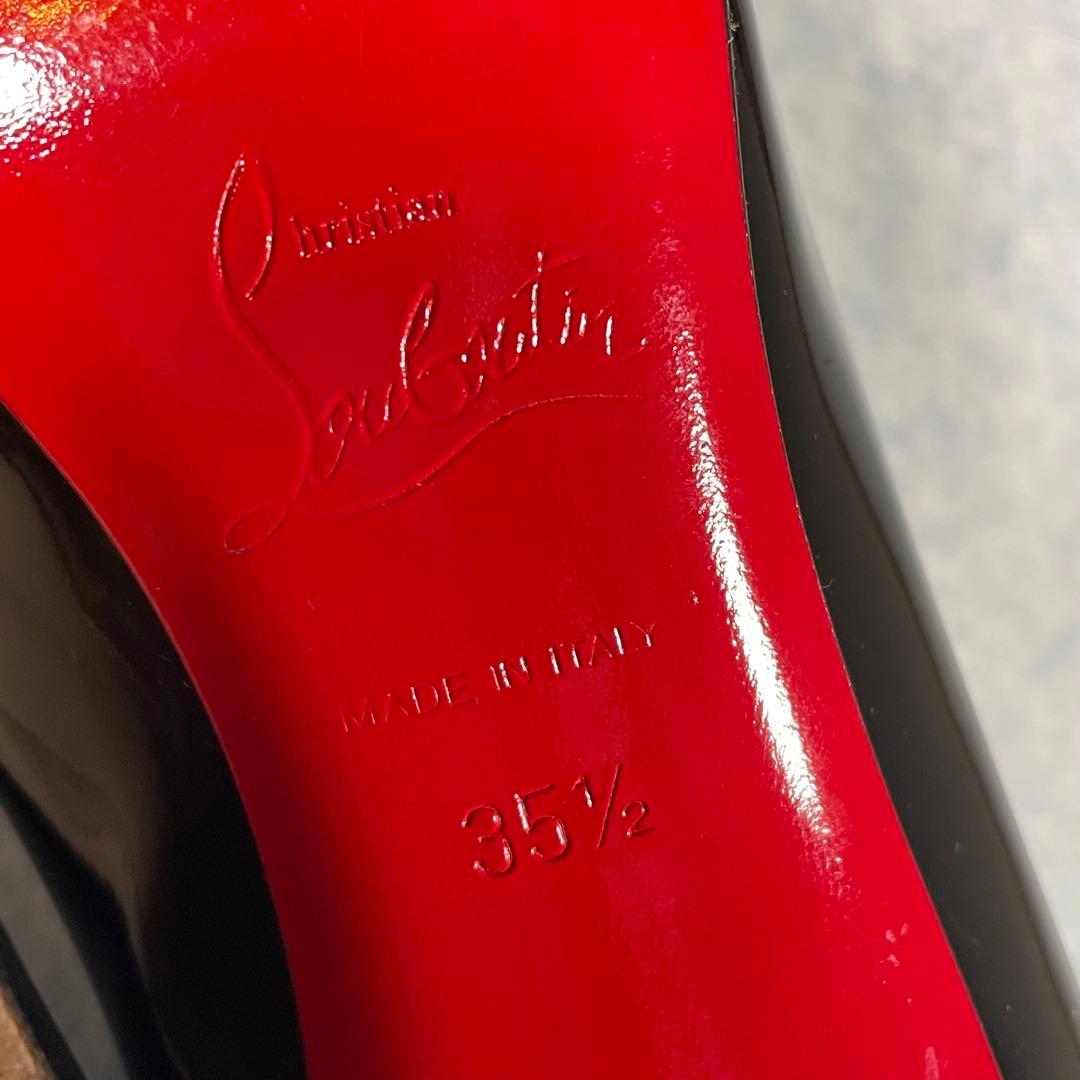 Christian
Louboutin
MADE IN ITALY
35½